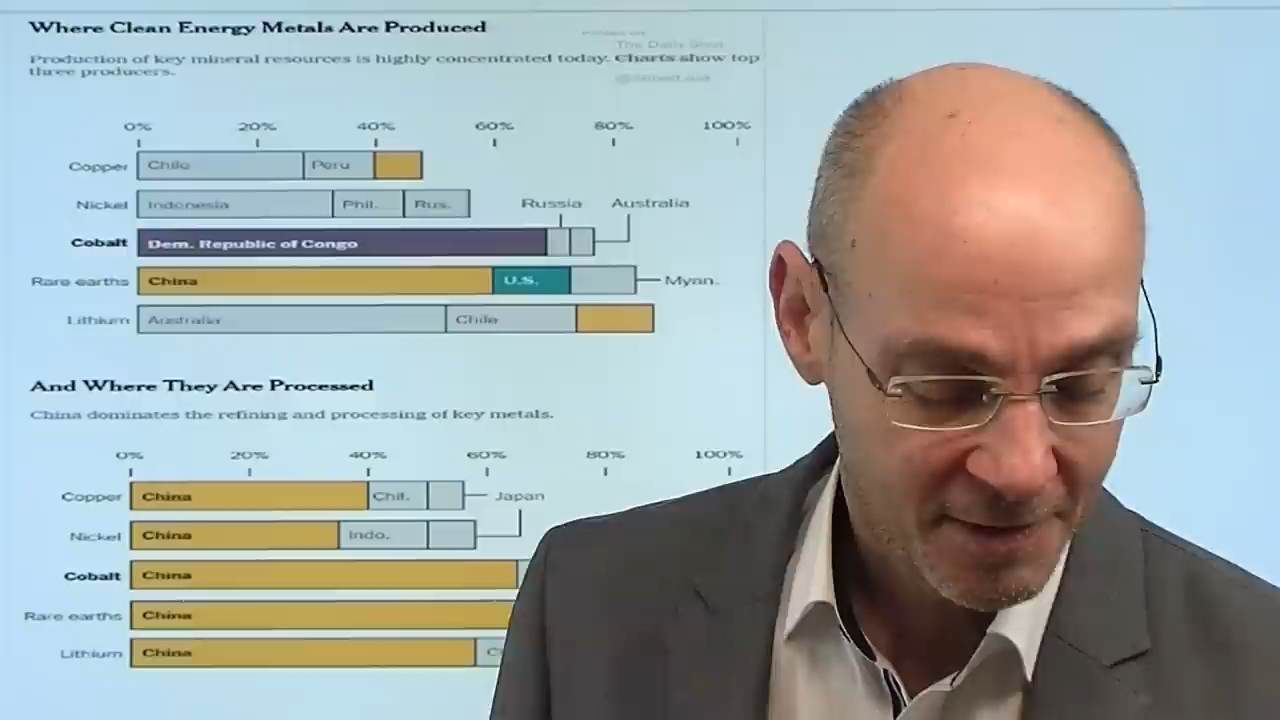 Where Clean Energy Metals Are Produced
The Daily Shot
Production of key mineral resources is highly concentrated today. Charts show top
three producers.
0% 20% 40% 60% 80% 100%
Copper Chile Peru
Nickel Indonesia Phil. Rus. Russia Australia
Cobalt Dem. Republic of Congo
Rare earths China U.S. Myan.
Lithium Australia Chile
And Where They Are Processed
China dominates the refining and processing of key metals.
0% 20% 40% 60% 80% 100%
Copper China Chil. Japan
Nickel China Indo.
Cobalt China
Rare earths China
Lithium China